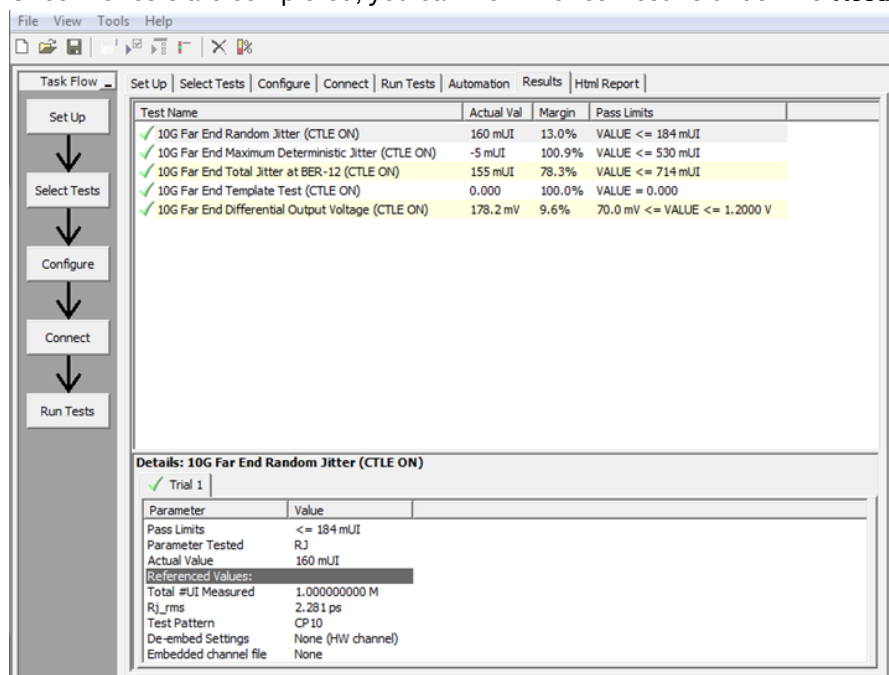 File View Tools Help
Task Flow
Set Up
Select Tests
Configure
Connect
Run Tests
Set Up Select Tests Configure Connect Run Tests Automation Results Html Report
Test Name Actual Val Margin Pass Limits
10G Far End Random Jitter (CTLE ON) 160 mUI 13.0% VALUE <= 184 mUI
10G Far End Maximum Deterministic Jitter (CTLE ON) -5 mUI 100.9% VALUE <= 530 mUI
10G Far End Total Jitter at BER-12 (CTLE ON) 155 mUI 78.3% VALUE <= 714 mUI
10G Far End Template Test (CTLE ON) 0.000 100.0% VALUE = 0.000
10G Far End Differential Output Voltage (CTLE ON) 178.2 mV 9.6% 70.0 mV <= VALUE <= 1.2000 V
Details: 10G Far End Random Jitter (CTLE ON)
Trial 1
Parameter Value
Pass Limits <= 184 mUI
Parameter Tested RJ
Actual Value 160 mUI
Referenced Values:
Total #UI Measured 1.000000000 M
Rj_rms 2.281 ps
Test Pattern CP10
De-embed Settings None (HW channel)
Embedded channel file None